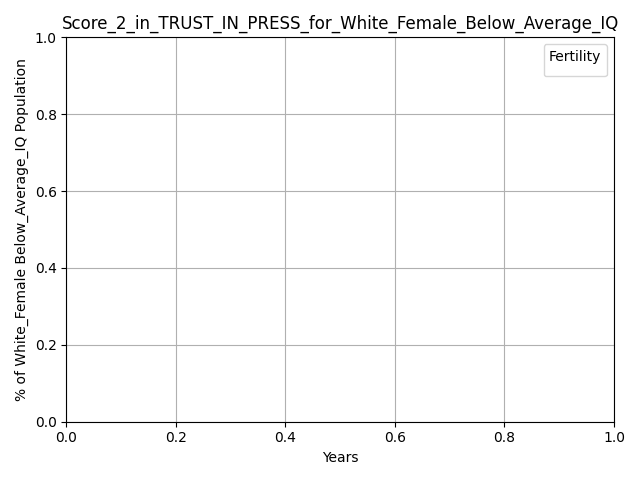 Score_2_in_TRUST_IN_PRESS_for_White_Female_Below_Average_IQ
Fertility
% of White_Female Below_Average_IQ Population
1.0
0.8
0.6
0.4
0.2
0.0
0.0 0.2 0.4 0.6 0.8 1.0
Years